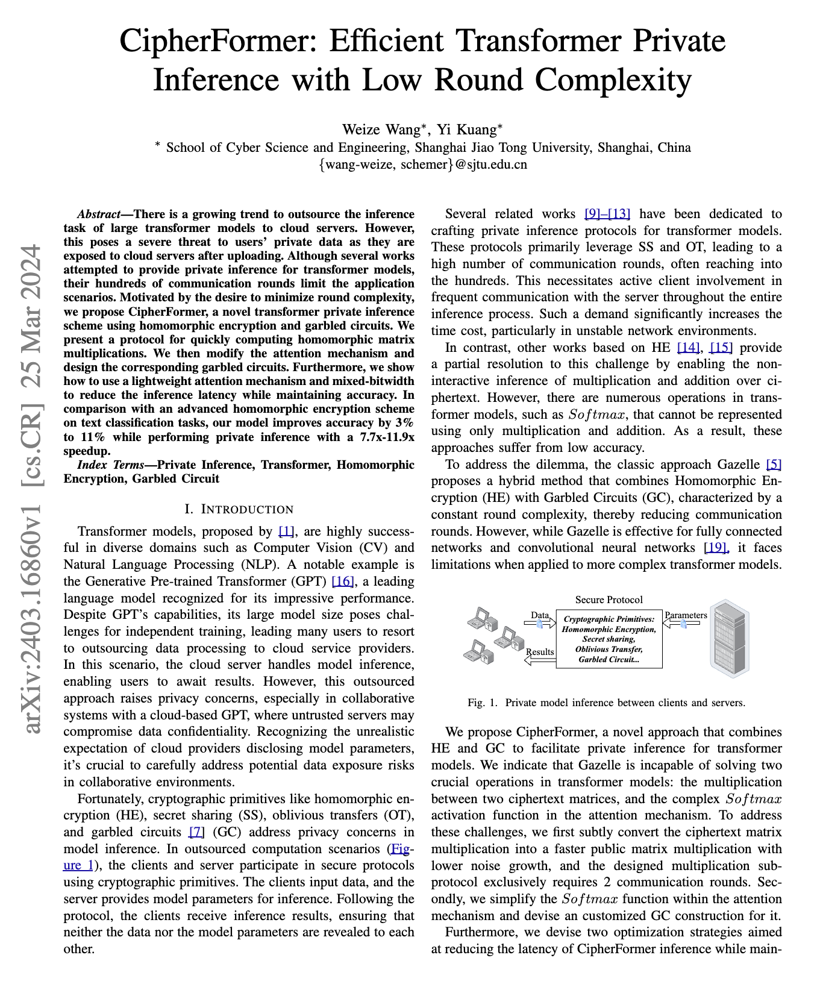 CipherFormer: Efficient Transformer Private
Inference with Low Round Complexity
Weize Wang*, Yi Kuang*
* School of Cyber Science and Engineering, Shanghai Jiao Tong University, Shanghai, China
{wang-weize, schemer}@sjtu.edu.cn
arXiv:2403.16860v1 [cs.CR] 25 Mar 2024
Abstract—There is a growing trend to outsource the inference
task of large transformer models to cloud servers. However,
this poses a severe threat to users' private data as they are
exposed to cloud servers after uploading. Although several works
attempted to provide private inference for transformer models,
their hundreds of communication rounds limit the application
scenarios. Motivated by the desire to minimize round complexity,
we propose CipherFormer, a novel transformer private inference
scheme using homomorphic encryption and garbled circuits. We
present a protocol for quickly computing homomorphic matrix
multiplications. We then modify the attention mechanism and
design the corresponding garbled circuits. Furthermore, we show
how to use a lightweight attention mechanism and mixed-bitwidth
to reduce the inference latency while maintaining accuracy. In
comparison with an advanced homomorphic encryption scheme
on text classification tasks, our model improves accuracy by 3%
to 11% while performing private inference with a 7.7x-11.9x
speedup.
Index Terms—Private Inference, Transformer, Homomorphic
Encryption, Garbled Circuit
I. INTRODUCTION
Transformer models, proposed by [1], are highly success-
ful in diverse domains such as Computer Vision (CV) and
Natural Language Processing (NLP). A notable example is
the Generative Pre-trained Transformer (GPT) [16], a leading
language model recognized for its impressive performance.
Despite GPT's capabilities, its large model size poses chal-
lenges for independent training, leading many users to resort
to outsourcing data processing to cloud service providers.
In this scenario, the cloud server handles model inference,
enabling users to await results. However, this outsourced
approach raises privacy concerns, especially in collaborative
systems with a cloud-based GPT, where untrusted servers may
compromise data confidentiality. Recognizing the unrealistic
expectation of cloud providers disclosing model parameters,
it's crucial to carefully address potential data exposure risks
in collaborative environments.
Fortunately, cryptographic primitives like homomorphic en-
cryption (HE), secret sharing (SS), oblivious transfers (OT),
and garbled circuits [7] (GC) address privacy concerns in
model inference. In outsourced computation scenarios (Fig-
ure 1), the clients and server participate in secure protocols
using cryptographic primitives. The clients input data, and the
server provides model parameters for inference. Following the
protocol, the clients receive inference results, ensuring that
neither the data nor the model parameters are revealed to each
other.
Several related works [9]–[13] have been dedicated to
crafting private inference protocols for transformer models.
These protocols primarily leverage SS and OT, leading to a
high number of communication rounds, often reaching into
the hundreds. This necessitates active client involvement in
frequent communication with the server throughout the entire
inference process. Such a demand significantly increases the
time cost, particularly in unstable network environments.
In contrast, other works based on HE [14], [15] provide
a partial resolution to this challenge by enabling the non-
interactive inference of multiplication and addition over ci-
phertext. However, there are numerous operations in trans-
former models, such as Softmax, that cannot be represented
using only multiplication and addition. As a result, these
approaches suffer from low accuracy.
To address the dilemma, the classic approach Gazelle [5]
proposes a hybrid method that combines Homomorphic En-
cryption (HE) with Garbled Circuits (GC), characterized by a
constant round complexity, thereby reducing communication
rounds. However, while Gazelle is effective for fully connected
networks and convolutional neural networks [19], it faces
limitations when applied to more complex transformer models.
Secure Protocol
Data
Cryptographic Primitives:
Homomorphic Encryption,
Secret sharing,
Oblivious Transfer,
Garbled Circuit...
Parameters
Results
Fig. 1. Private model inference between clients and servers.
We propose CipherFormer, a novel approach that combines
HE and GC to facilitate private inference for transformer
models. We indicate that Gazelle is incapable of solving two
crucial operations in transformer models: the multiplication
between two ciphertext matrices, and the complex Softmax
activation function in the attention mechanism. To address
these challenges, we first subtly convert the ciphertext matrix
multiplication into a faster public matrix multiplication with
lower noise growth, and the designed multiplication sub-
protocol exclusively requires 2 communication rounds. Sec-
ondly, we simplify the Softmax function within the attention
mechanism and devise an customized GC construction for it.
Furthermore, we devise two optimization strategies aimed
at reducing the latency of CipherFormer inference while main-